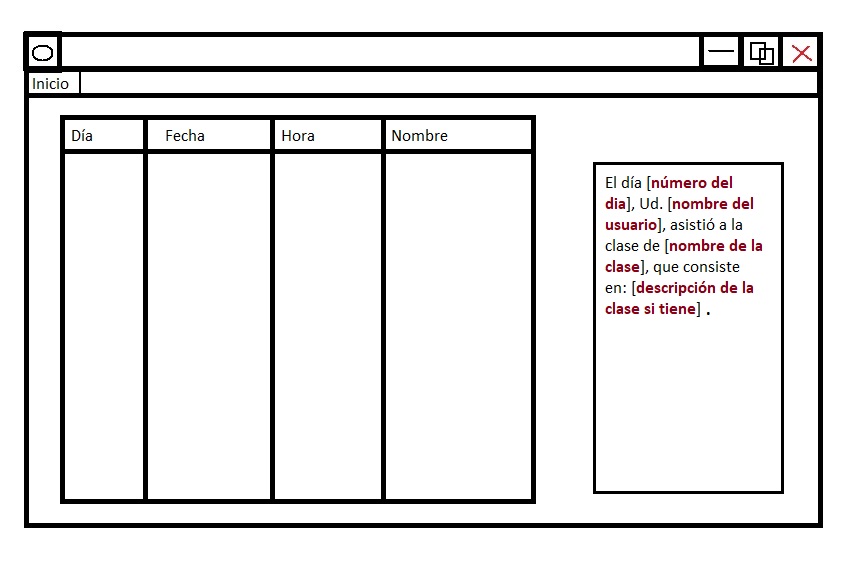 Inicio
Día Fecha Hora Nombre
El día [número del
dia], Ud. [nombre del
usuario], asistió a la
clase de [nombre de la
clase], que consiste
en: [descripción de la
clase si tiene] .